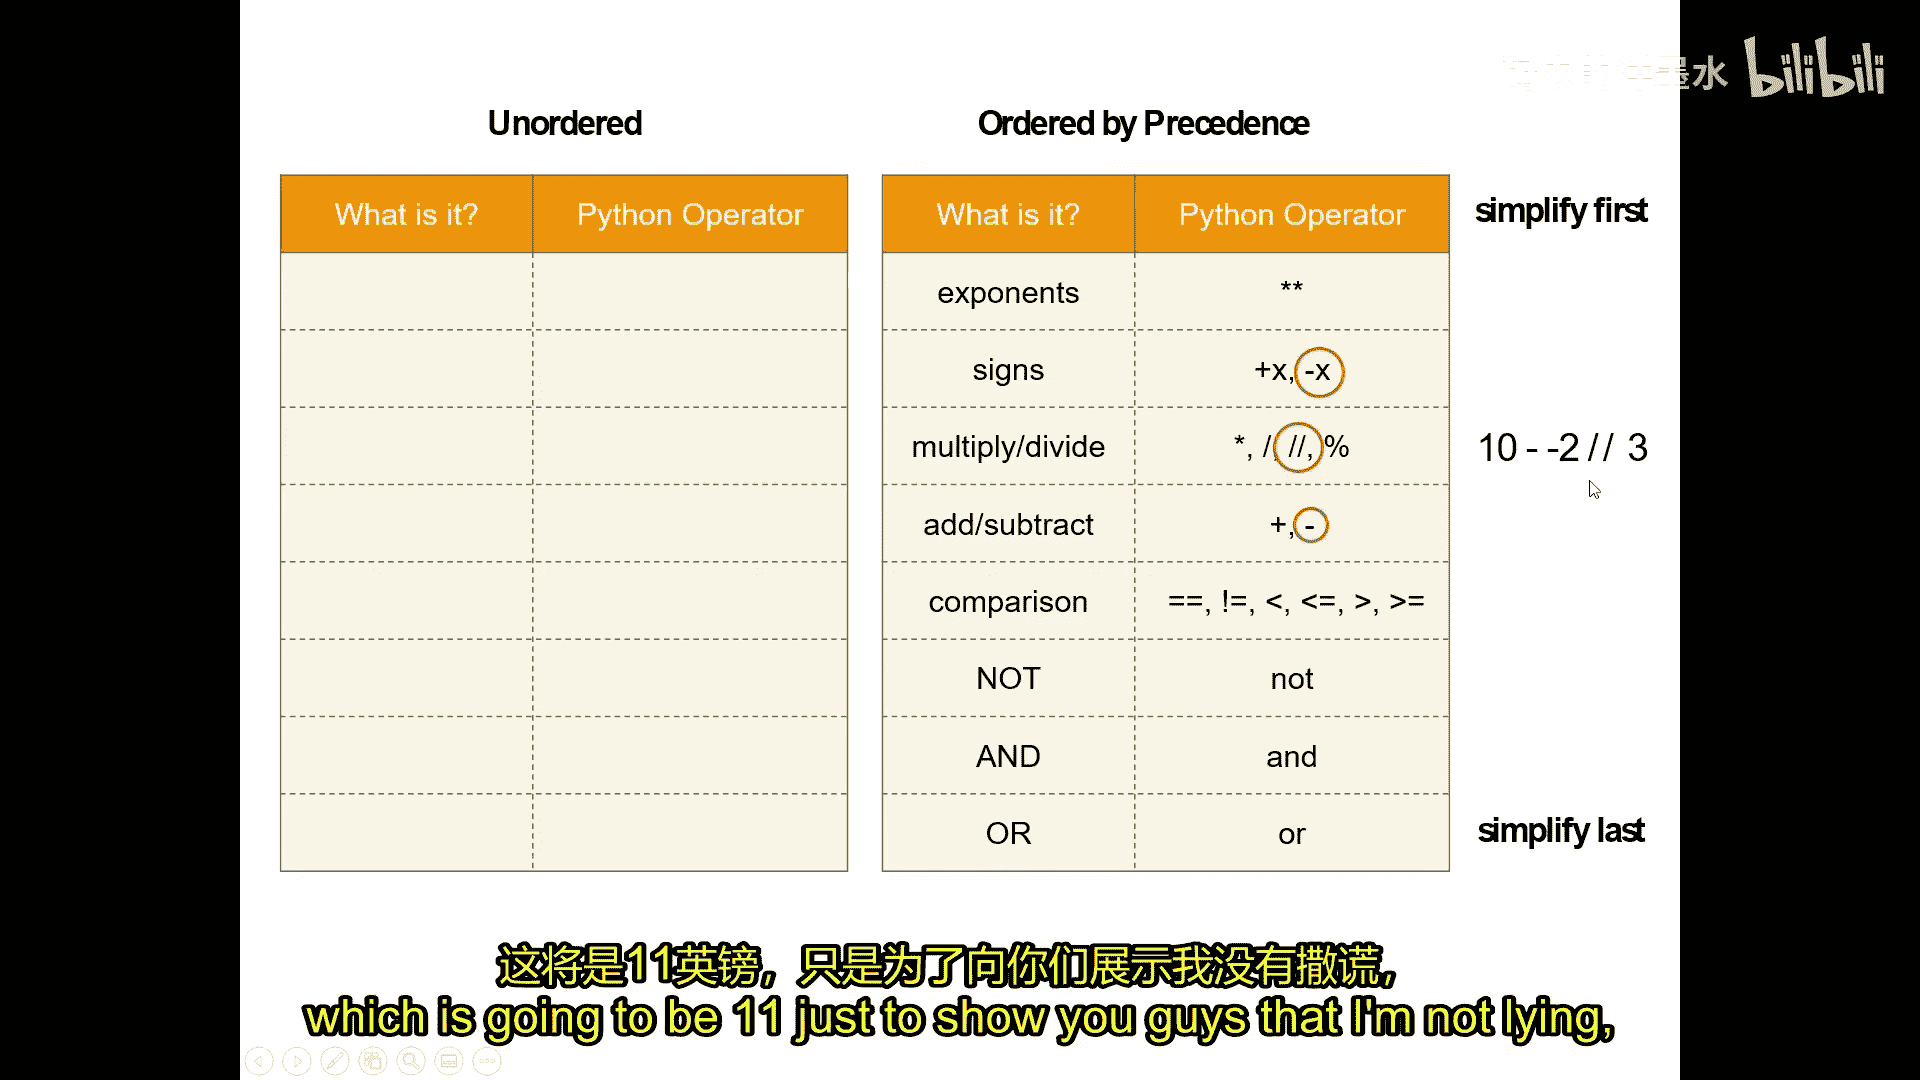 水 bilibili
Unordered
Ordered by Precedence
What is it? Python Operator
What is it? Python Operator
simplify first
exponents **
signs +x, -x
multiply/divide *, /, //, %
10 - -2 // 3
add/subtract +, -
comparison ==, !=, <, <=, >, >=
NOT not
AND and
OR or
simplify last
这将是11英镑，只是为了向你们展示我没有撒谎，
which is going to be 11 just to show you guys that I'm not lying,